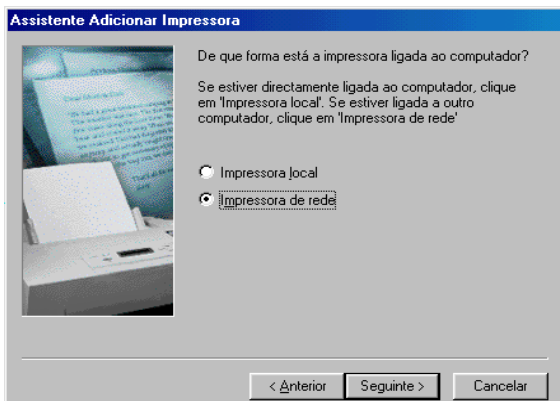 Assistente Adicionar Impressora
De que forma está a impressora ligada ao computador?
Se estiver directamente ligada ao computador, clique
em 'Impressora local'. Se estiver ligada a outro
computador, clique em 'Impressora de rede'
Impressora local
Impressora de rede
< Anterior
Seguinte >
Cancelar